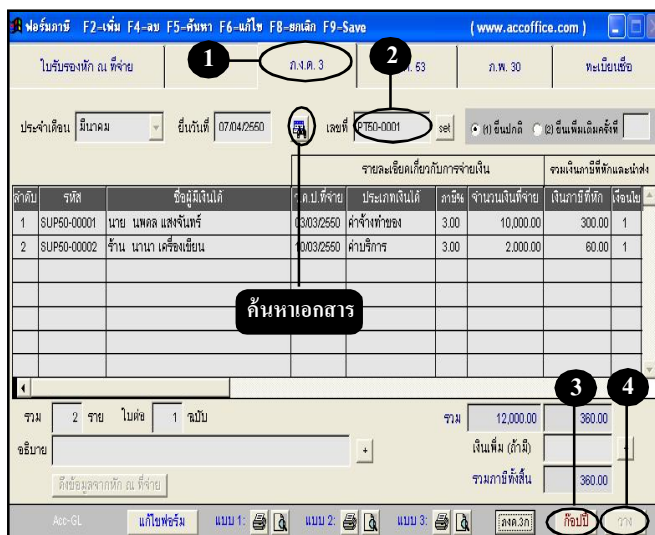 ฟอร์มภาษี F2-เพิ่ม F4-ลบ F5-ค้นหา F6-แก้ไข F8-ยกเลิก F9-Save (www.accoffice.com)
1 2
ใบรับรองหัก ณ ที่จ่าย ภ.ง.ด. 3 ด. 53 ภ.พ. 30 ทะเบียนชื่อ
ประจำเดือน มีนาคม ยื่นวันที่ 07/04/2550 เลขที่ PT50-0001 set (1) ยื่นปกติ (2) ยื่นเพิ่มเติมครั้งที่
รายละเอียดเกี่ยวกับการจ่ายเงิน รวมเงินภาษีที่หักและนำส่ง
ลำดับ รหัส ชื่อผู้มีเงินได้ ว.ด.ป.ที่จ่าย ประเภทเงินได้ ภาษี% จำนวนเงินที่จ่าย เงินภาษีที่หัก เงื่อนไข
1 SUP50-00001 นาย นพดล แสงจันทร์ 03/03/2550 ค่าจ้างทำของ 3.00 10,000.00 300.00 1
2 SUP50-00002 ร้าน นานา เครื่องเขียน 10/03/2550 ค่าบริการ 3.00 2,000.00 60.00 1
ค้นหาเอกสาร
3 4
รวม 2 ราย ใบต่อ 1 ฉบับ รวม 12,000.00 360.00
อธิบาย + เงินเพิ่ม (ถ้ามี)
ดึงข้อมูลจากหัก ณ ที่จ่าย รวมภาษีทั้งสิ้น 360.00
Acc-GL แก้ไขฟอร์ม แบบ 1: แบบ 2: แบบ 3: ภงด.3ก ก๊อปปี้ วาง